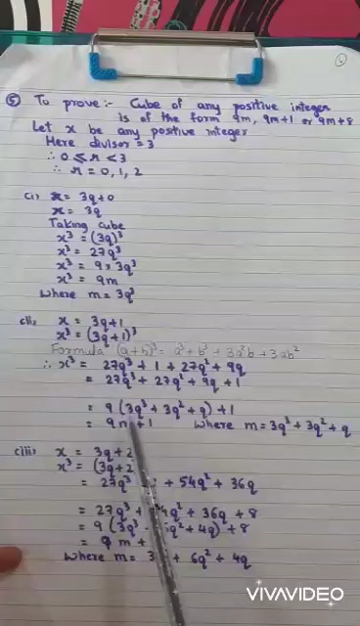 ⑤ To prove :- Cube of any positive integer
is of the form 9m, 9m+1 or 9m+8
Let x be any positive integer
Here divisor = 3
∴ 0 ≤ r < 3
∴ r = 0, 1, 2
(i) x = 3q+0
x = 3q
Taking cube
x³ = (3q)³
x³ = 27q³
x³ = 9 × 3q³
x³ = 9m
where m = 3q³
(ii) x = 3q+1
x³ = (3q+1)³
Formula (a+b)³ = a³+b³+3a²b+3ab²
∴ x³ = 27q³ + 1 + 27q² + 9q
= 27q³ + 27q² + 9q + 1
= 9 (3q³ + 3q² + q) + 1
= 9m + 1 where m = 3q³ + 3q² + q
(iii) x = 3q+2
x³ = (3q+2
= 27q³ + 54q² + 36q
= 27q³ + 4q² + 36q + 8
= 9 (3q³ q² + 4q) + 8
= 9 m +
where m = 3 + 6q² + 4q
VIVAVIDEO